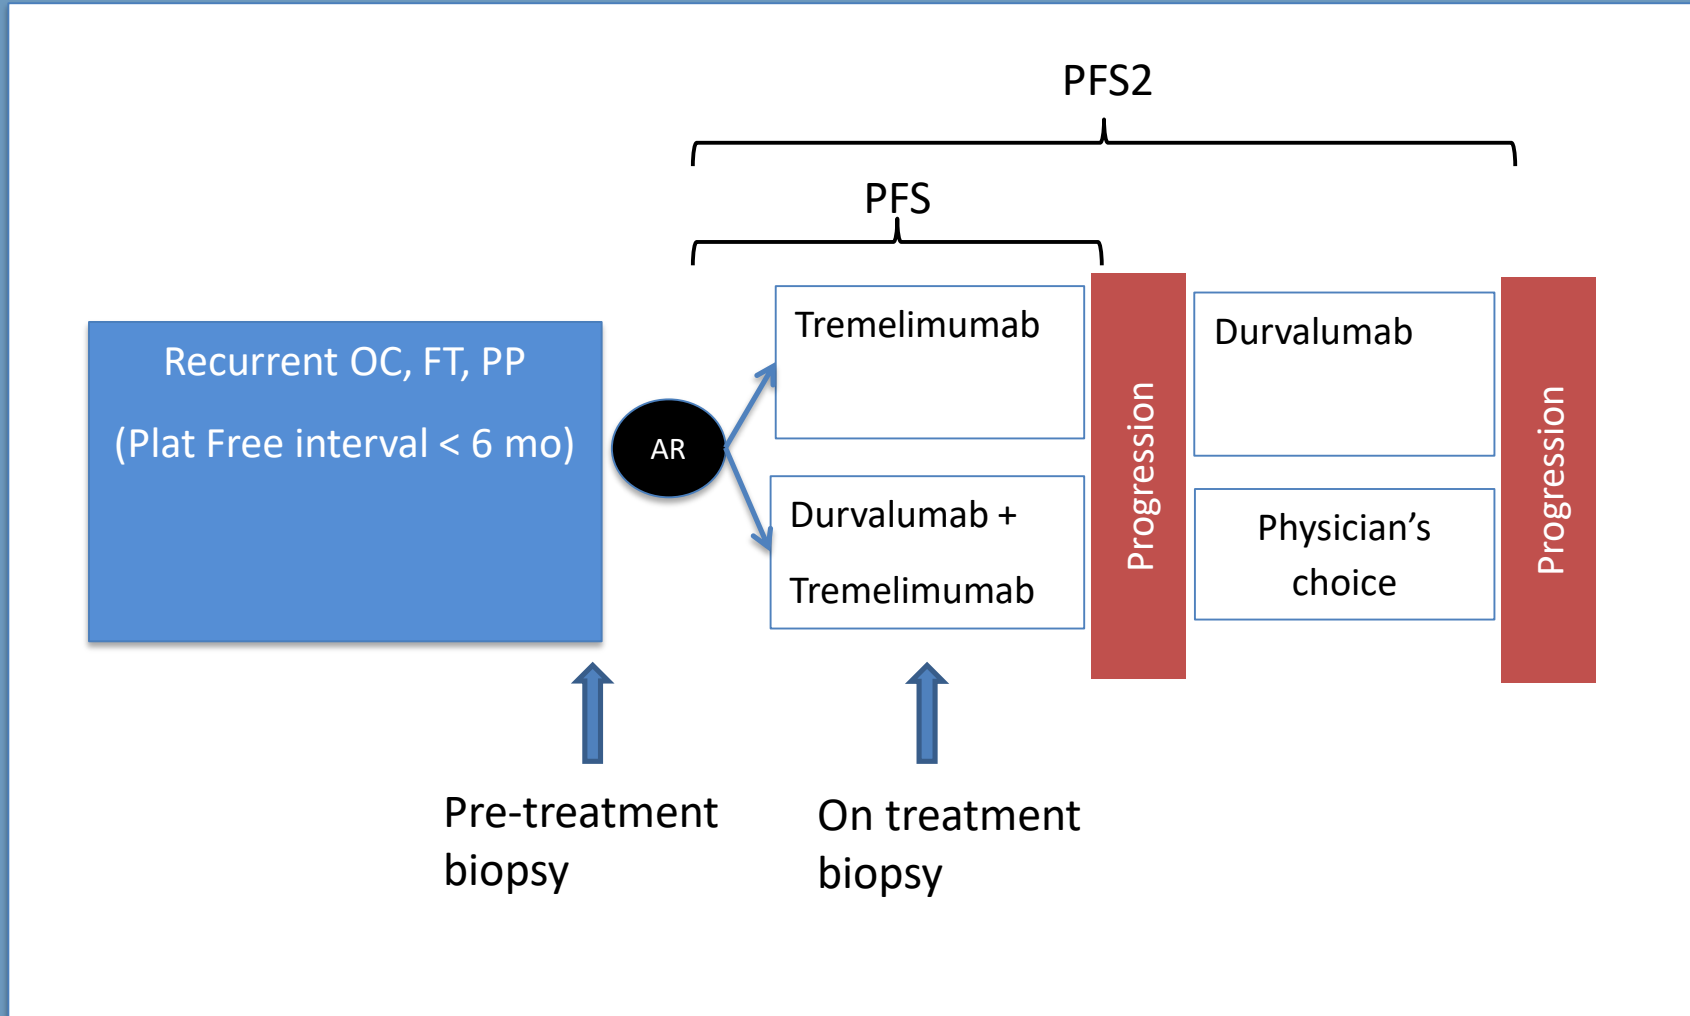 PFS2
PFS
Recurrent OC, FT, PP
(Plat Free interval < 6 mo)
AR
Tremelimumab
Durvalumab +
Tremelimumab
Progression
Durvalumab
Physician’s
choice
Progression
Pre-treatment
biopsy
On treatment
biopsy